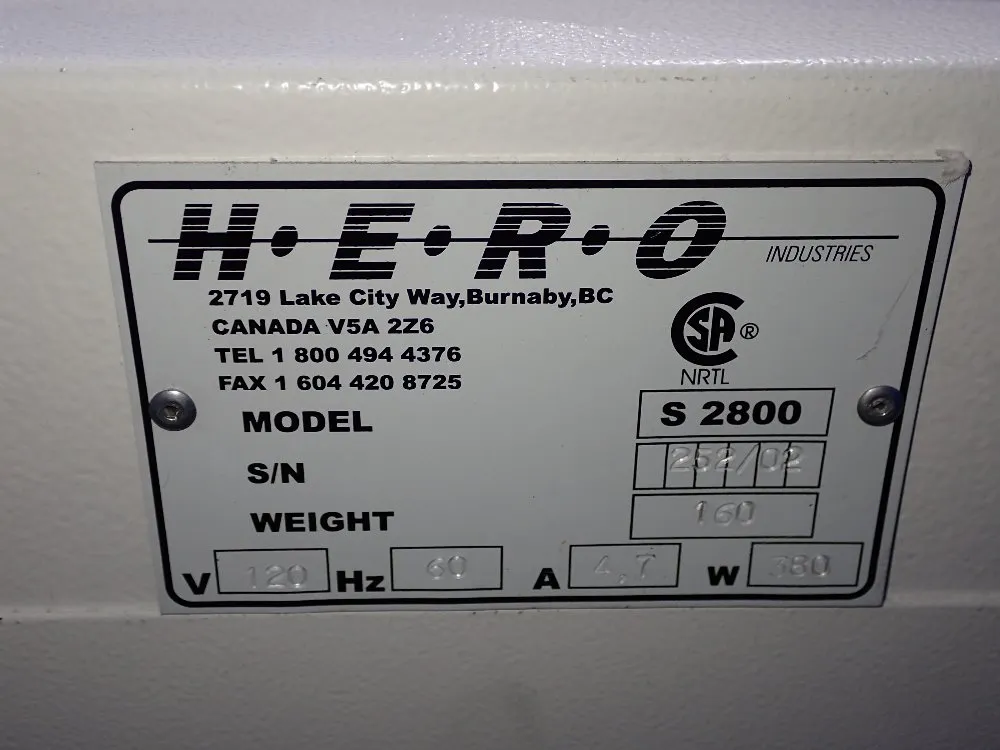 H·E·R·O INDUSTRIES
2719 Lake City Way,Burnaby,BC
CANADA V5A 2Z6
TEL 1 800 494 4376
FAX 1 604 420 8725
CSA ®
NRTL
MODEL S 2800
S/N 252/02
WEIGHT 160
V 120 Hz 60 A 4,7 W 380